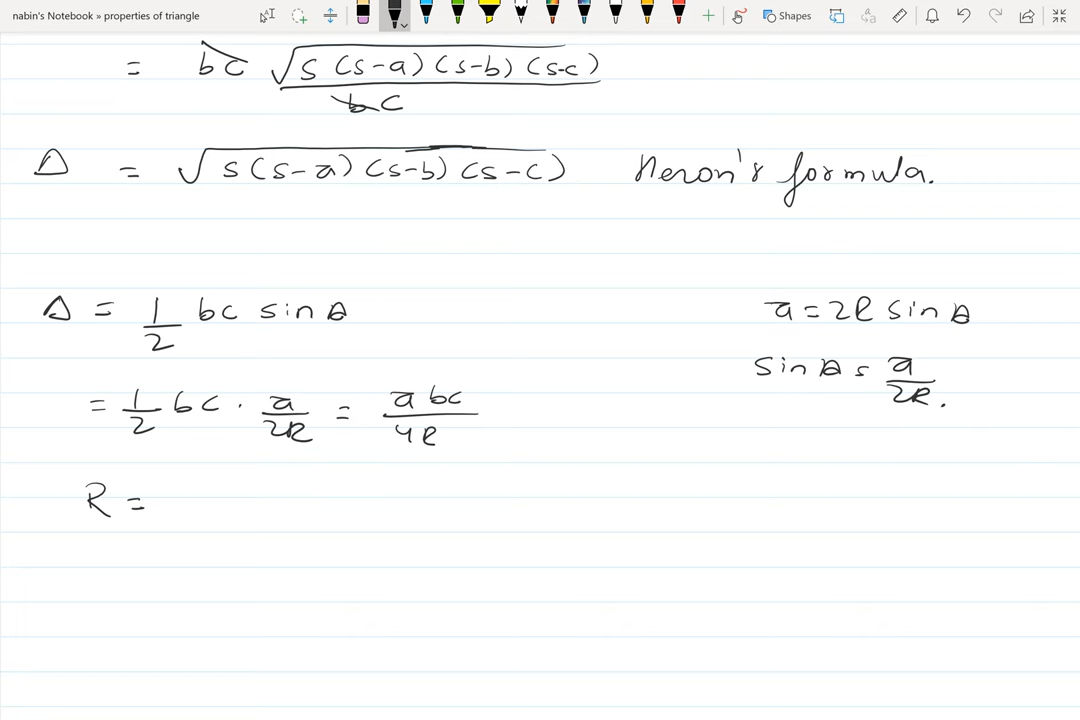 nabin's Notebook » properties of triangle Shapes
= bc √s(s-a)(s-b)(s-c)
bc
Δ = √s(s-a)(s-b)(s-c) Heron's formula.
Δ = 1/2 bc sin A a = 2R sin A
sin A = a/2R.
= 1/2 bc . a/2R = abc/4R
R =